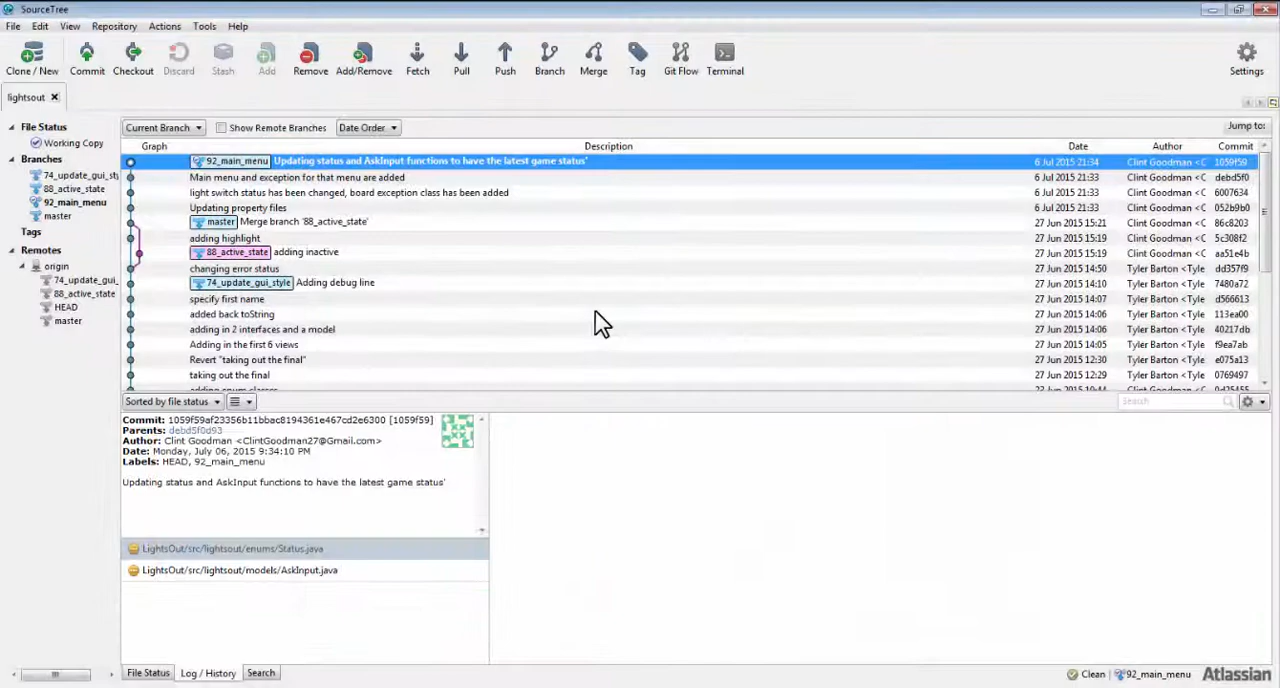 SourceTree
File Edit View Repository Actions Tools Help
Clone / New Commit Checkout Discard Stash Add Remove Add/Remove Fetch Pull Push Branch Merge Tag Git Flow Terminal Settings
lightsout
File Status
Working Copy
Branches
74_update_gui_st
88_active_state
92_main_menu
master
Tags
Remotes
origin
74_update_gui_
88_active_state
HEAD
master
Current Branch Show Remote Branches Date Order Jump to:
Graph Description Date Author Commit
92_main_menu Updating status and AskInput functions to have the latest game status' 6 Jul 2015 21:34 Clint Goodman <C 1059f59
Main menu and exception for that menu are added 6 Jul 2015 21:33 Clint Goodman <C debd5f0
light switch status has been changed, board exception class has been added 6 Jul 2015 21:33 Clint Goodman <C 6007634
Updating property files 6 Jul 2015 21:33 Clint Goodman <C 052b9b0
master Merge branch '88_active_state' 27 Jun 2015 15:21 Clint Goodman <C 86c8203
adding highlight 27 Jun 2015 15:19 Clint Goodman <C 5c308f2
88_active_state adding inactive 27 Jun 2015 15:19 Clint Goodman <C aa51e4b
changing error status 27 Jun 2015 14:50 Tyler Barton <Tyle dd357f9
74_update_gui_style Adding debug line 27 Jun 2015 14:10 Tyler Barton <Tyle 7480a72
specify first name 27 Jun 2015 14:07 Tyler Barton <Tyle d566613
added back toString 27 Jun 2015 14:06 Tyler Barton <Tyle 113ea00
adding in 2 interfaces and a model 27 Jun 2015 14:06 Tyler Barton <Tyle 40217db
Adding in the first 6 views 27 Jun 2015 14:05 Tyler Barton <Tyle f9ea7ab
Revert "taking out the final" 27 Jun 2015 12:30 Tyler Barton <Tyle e075a13
taking out the final 27 Jun 2015 12:29 Tyler Barton <Tyle 0769497
Sorted by file status Search
Commit: 1059f59af23356b11bbac8194361e467cd2e6300 [1059f59]
Parents: debd5f0d93
Author: Clint Goodman <ClintGoodman27@Gmail.com>
Date: Monday, July 06, 2015 9:34:10 PM
Labels: HEAD, 92_main_menu
Updating status and AskInput functions to have the latest game status'
LightsOut/src/lightsout/enums/Status.java
LightsOut/src/lightsout/models/AskInput.java
File Status Log / History Search Clean 92_main_menu Atlassian